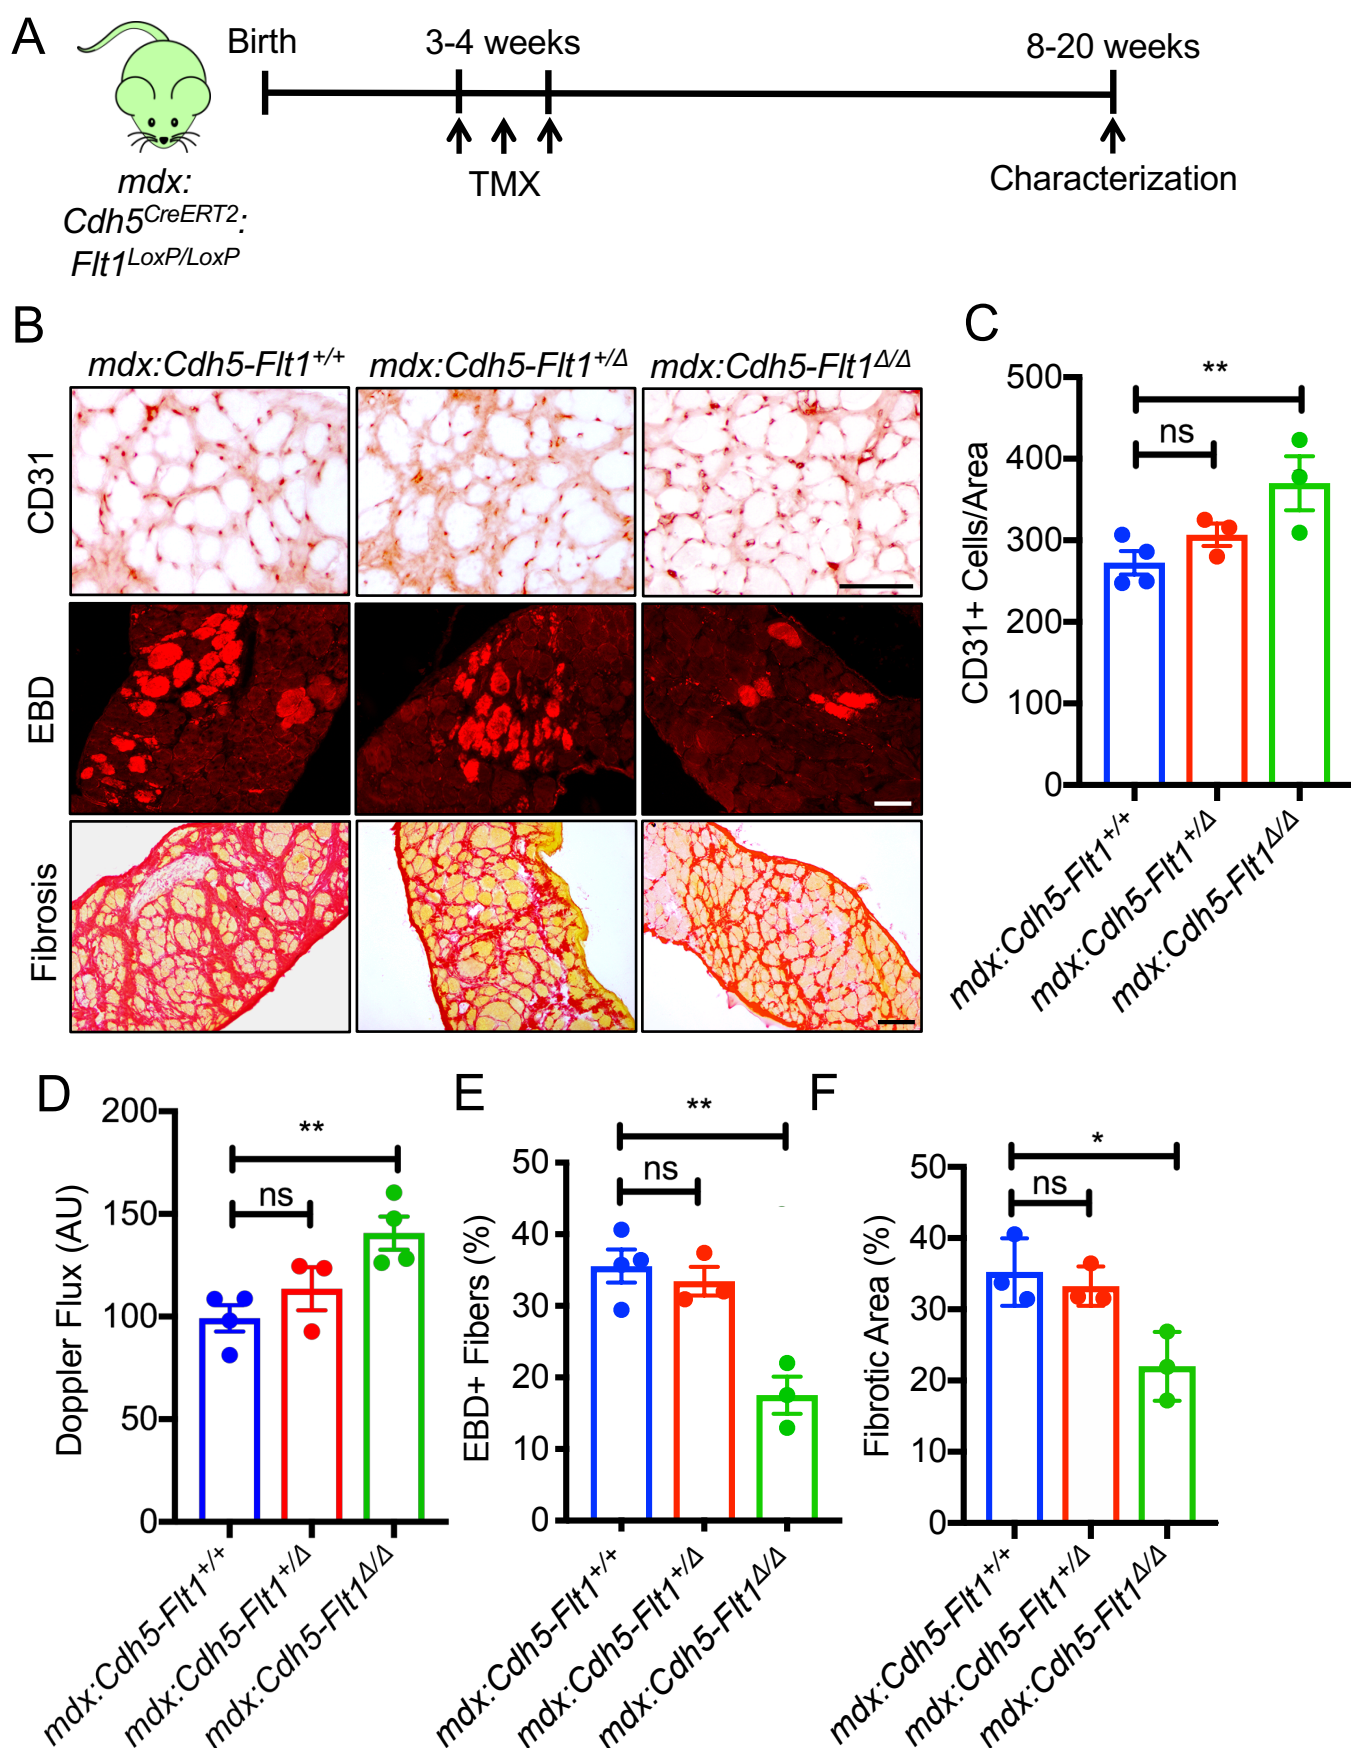 A
Birth
3-4 weeks
8-20 weeks
TMX
Characterization
mdx:
Cdh5CreERT2:
Flt1LoxP/LoxP
B
mdx:Cdh5-Flt1+/+
mdx:Cdh5-Flt1+/Δ
mdx:Cdh5-Flt1Δ/Δ
CD31
EBD
Fibrosis
C
**
ns
500
400
300
200
100
0
CD31+ Cells/Area
mdx:Cdh5-Flt1+/+
mdx:Cdh5-Flt1+/Δ
mdx:Cdh5-Flt1Δ/Δ
D
**
ns
200
150
100
50
0
Doppler Flux (AU)
mdx:Cdh5-Flt1+/+
mdx:Cdh5-Flt1+/Δ
mdx:Cdh5-Flt1Δ/Δ
E
**
ns
50
40
30
20
10
0
EBD+ Fibers (%)
mdx:Cdh5-Flt1+/+
mdx:Cdh5-Flt1+/Δ
mdx:Cdh5-Flt1Δ/Δ
F
*
ns
50
40
30
20
10
0
Fibrotic Area (%)
mdx:Cdh5-Flt1+/+
mdx:Cdh5-Flt1+/Δ
mdx:Cdh5-Flt1Δ/Δ